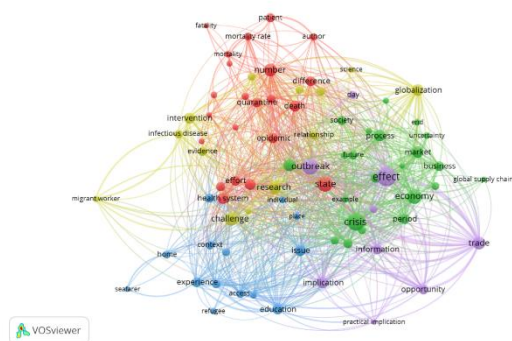 patient
fatality
mortality rate
author
mortality
number
science
difference
globalization
day
quarantine
death
intervention
society
end
infectious disease
epidemic
relationship
process
uncertainty
evidence
future
market
outbreak
business
effect
global supply chain
effort
research
state
migrant worker
health system
individual
example
economy
challenge
place
crisis
period
context
issue
information
trade
home
experience
implication
seafarer
access
opportunity
refugee
education
practical implication
VOSviewer